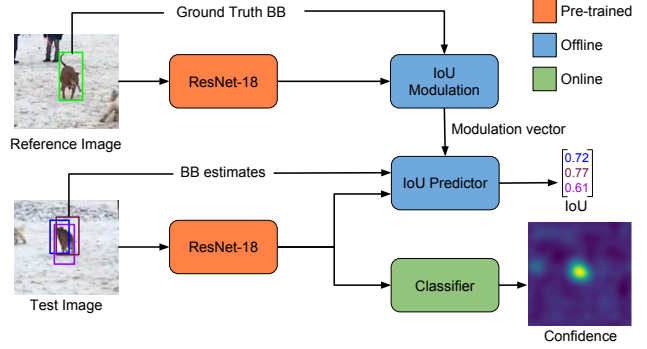 Ground Truth BB
Pre-trained
Offline
Online
ResNet-18
IoU
Modulation
Reference Image
Modulation vector
BB estimates
IoU Predictor
0.72
0.77
0.61
IoU
ResNet-18
Classifier
Test Image
Confidence